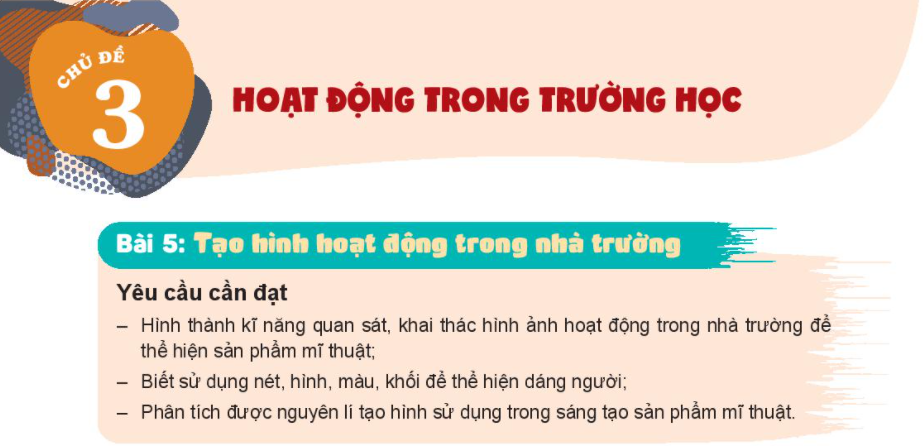 CHỦ ĐỀ
3
HOẠT ĐỘNG TRONG TRƯỜNG HỌC
Bài 5: Tạo hình hoạt động trong nhà trường
Yêu cầu cần đạt
– Hình thành kĩ năng quan sát, khai thác hình ảnh hoạt động trong nhà trường để
thể hiện sản phẩm mĩ thuật;
– Biết sử dụng nét, hình, màu, khối để thể hiện dáng người;
– Phân tích được nguyên lí tạo hình sử dụng trong sáng tạo sản phẩm mĩ thuật.